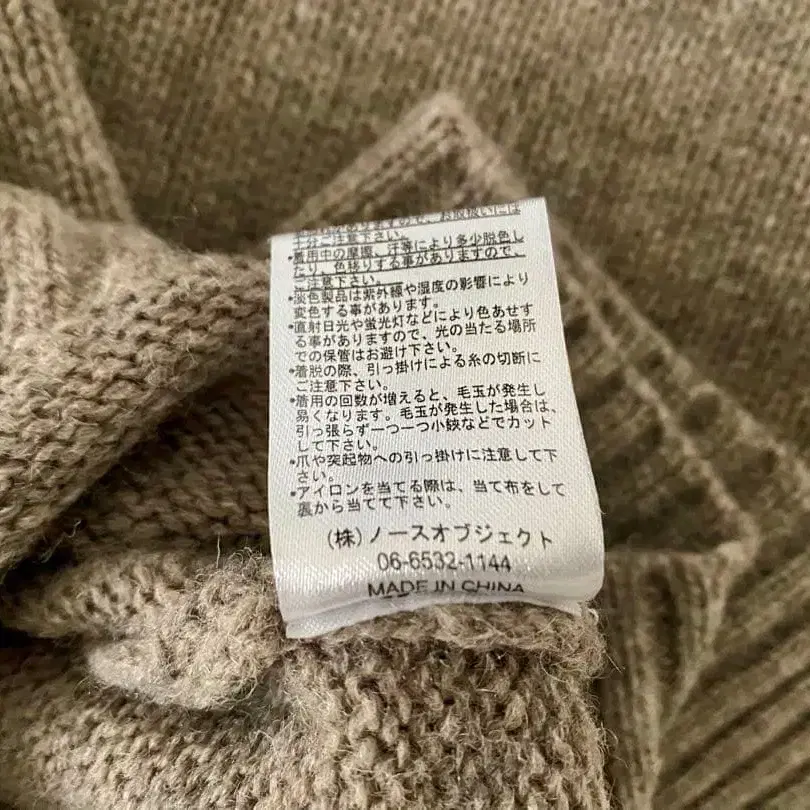 ますので、お取扱いには
十分ご注意下さい。
•着用中の摩擦、汗等により多少脱色し
たり、色移りする事がありますので、
ご注意下さい。
•淡色製品は紫外線や湿度の影響により
変色する事があります。
•直射日光や蛍光灯などにより色あせす
る事がありますので、光の当たる場所
での保管はお避け下さい。
•着脱の際、引っ掛けによる糸の切断に
ご注意下さい。
•着用の回数が増えると、毛玉が発生し
易くなります。毛玉が発生した場合は、
引っ張らず一つ一つ小鋏などでカット
して下さい。
•爪や突起物への引っ掛けに注意して下
さい。
•アイロンを当てる際は、当て布をして
裏から当てて下さい。
(株)ノースオブジェクト
06-6532-1144
MADE IN CHINA